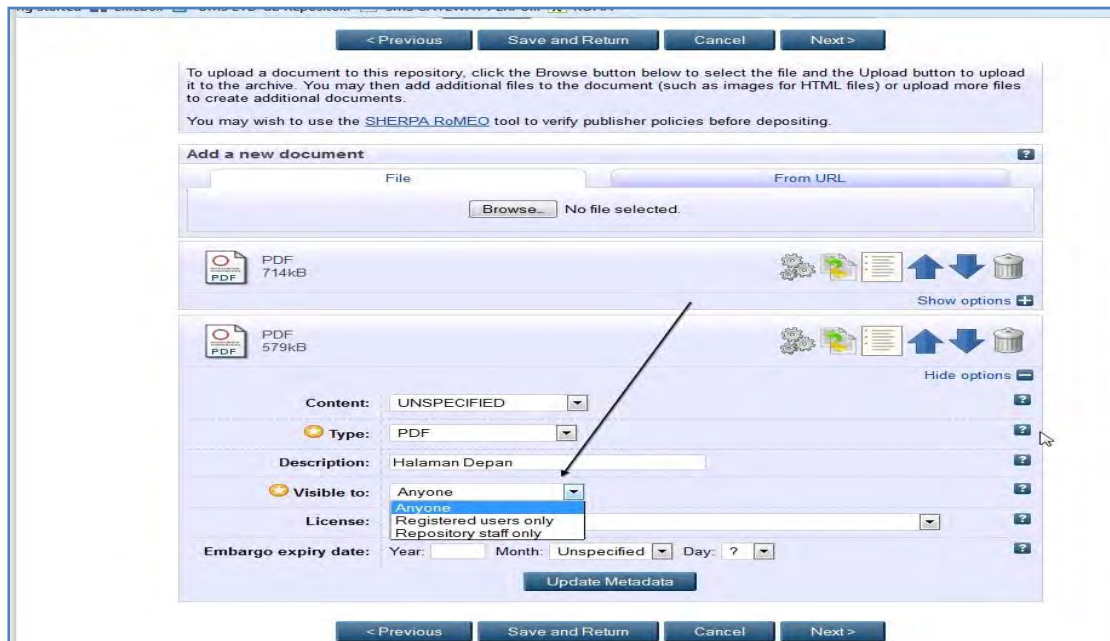 < Previous Save and Return Cancel Next >
To upload a document to this repository, click the Browse button below to select the file and the Upload button to upload
it to the archive. You may then add additional files to the document (such as images for HTML files) or upload more files
to create additional documents.
You may wish to use the SHERPA RoMEO tool to verify publisher policies before depositing.
Add a new document ?
File From URL
Browse... No file selected.
PDF
714kB
PDF
Show options
PDF
579kB
PDF
Hide options
Content: UNSPECIFIED ?
Type: PDF ?
Description: Halaman Depan ?
Visible to: Anyone ?
Anyone
Registered users only
Repository staff only
License: ?
Embargo expiry date: Year: Month: Unspecified Day: ? ?
Update Metadata
< Previous Save and Return Cancel Next >